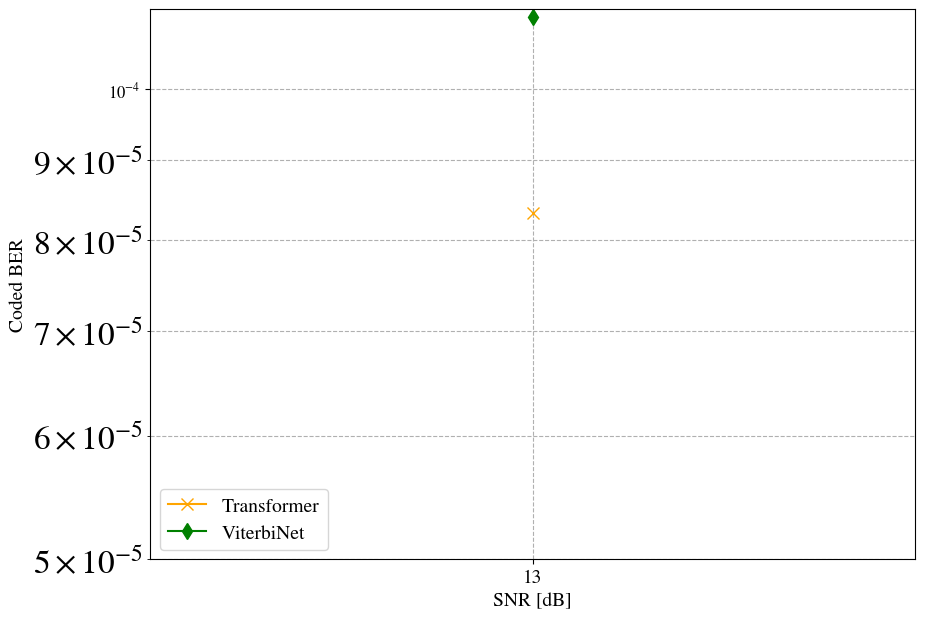 10⁻⁴
9×10⁻⁵
8×10⁻⁵
7×10⁻⁵
6×10⁻⁵
5×10⁻⁵
Coded BER
Transformer
ViterbiNet
13
SNR [dB]